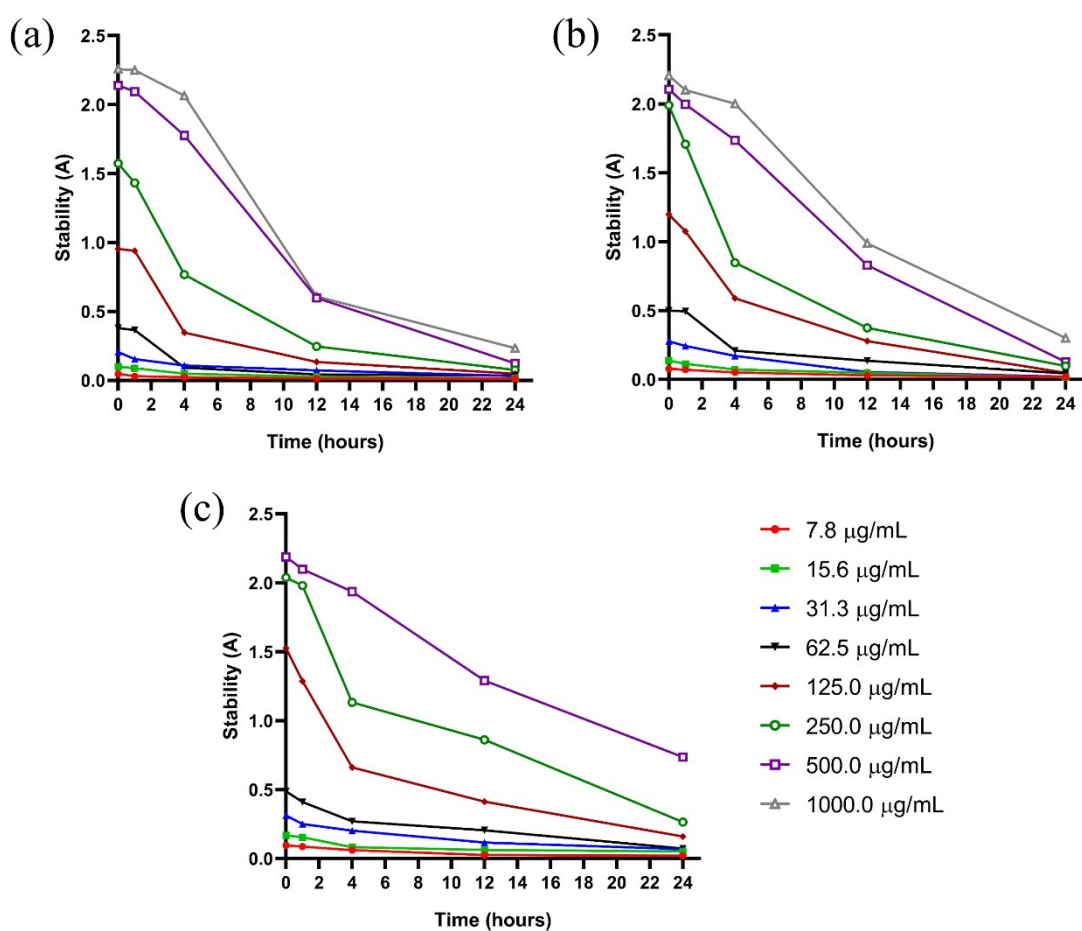 (a)
2.5
2.0
1.5
1.0
0.5
0.0
Stability (A)
0 2 4 6 8 10 12 14 16 18 20 22 24
Time (hours)
(b)
2.5
2.0
1.5
1.0
0.5
0.0
Stability (A)
0 2 4 6 8 10 12 14 16 18 20 22 24
Time (hours)
(c)
2.5
2.0
1.5
1.0
0.5
0.0
Stability (A)
0 2 4 6 8 10 12 14 16 18 20 22 24
Time (hours)
7.8 μg/mL
15.6 μg/mL
31.3 μg/mL
62.5 μg/mL
125.0 μg/mL
250.0 μg/mL
500.0 μg/mL
1000.0 μg/mL